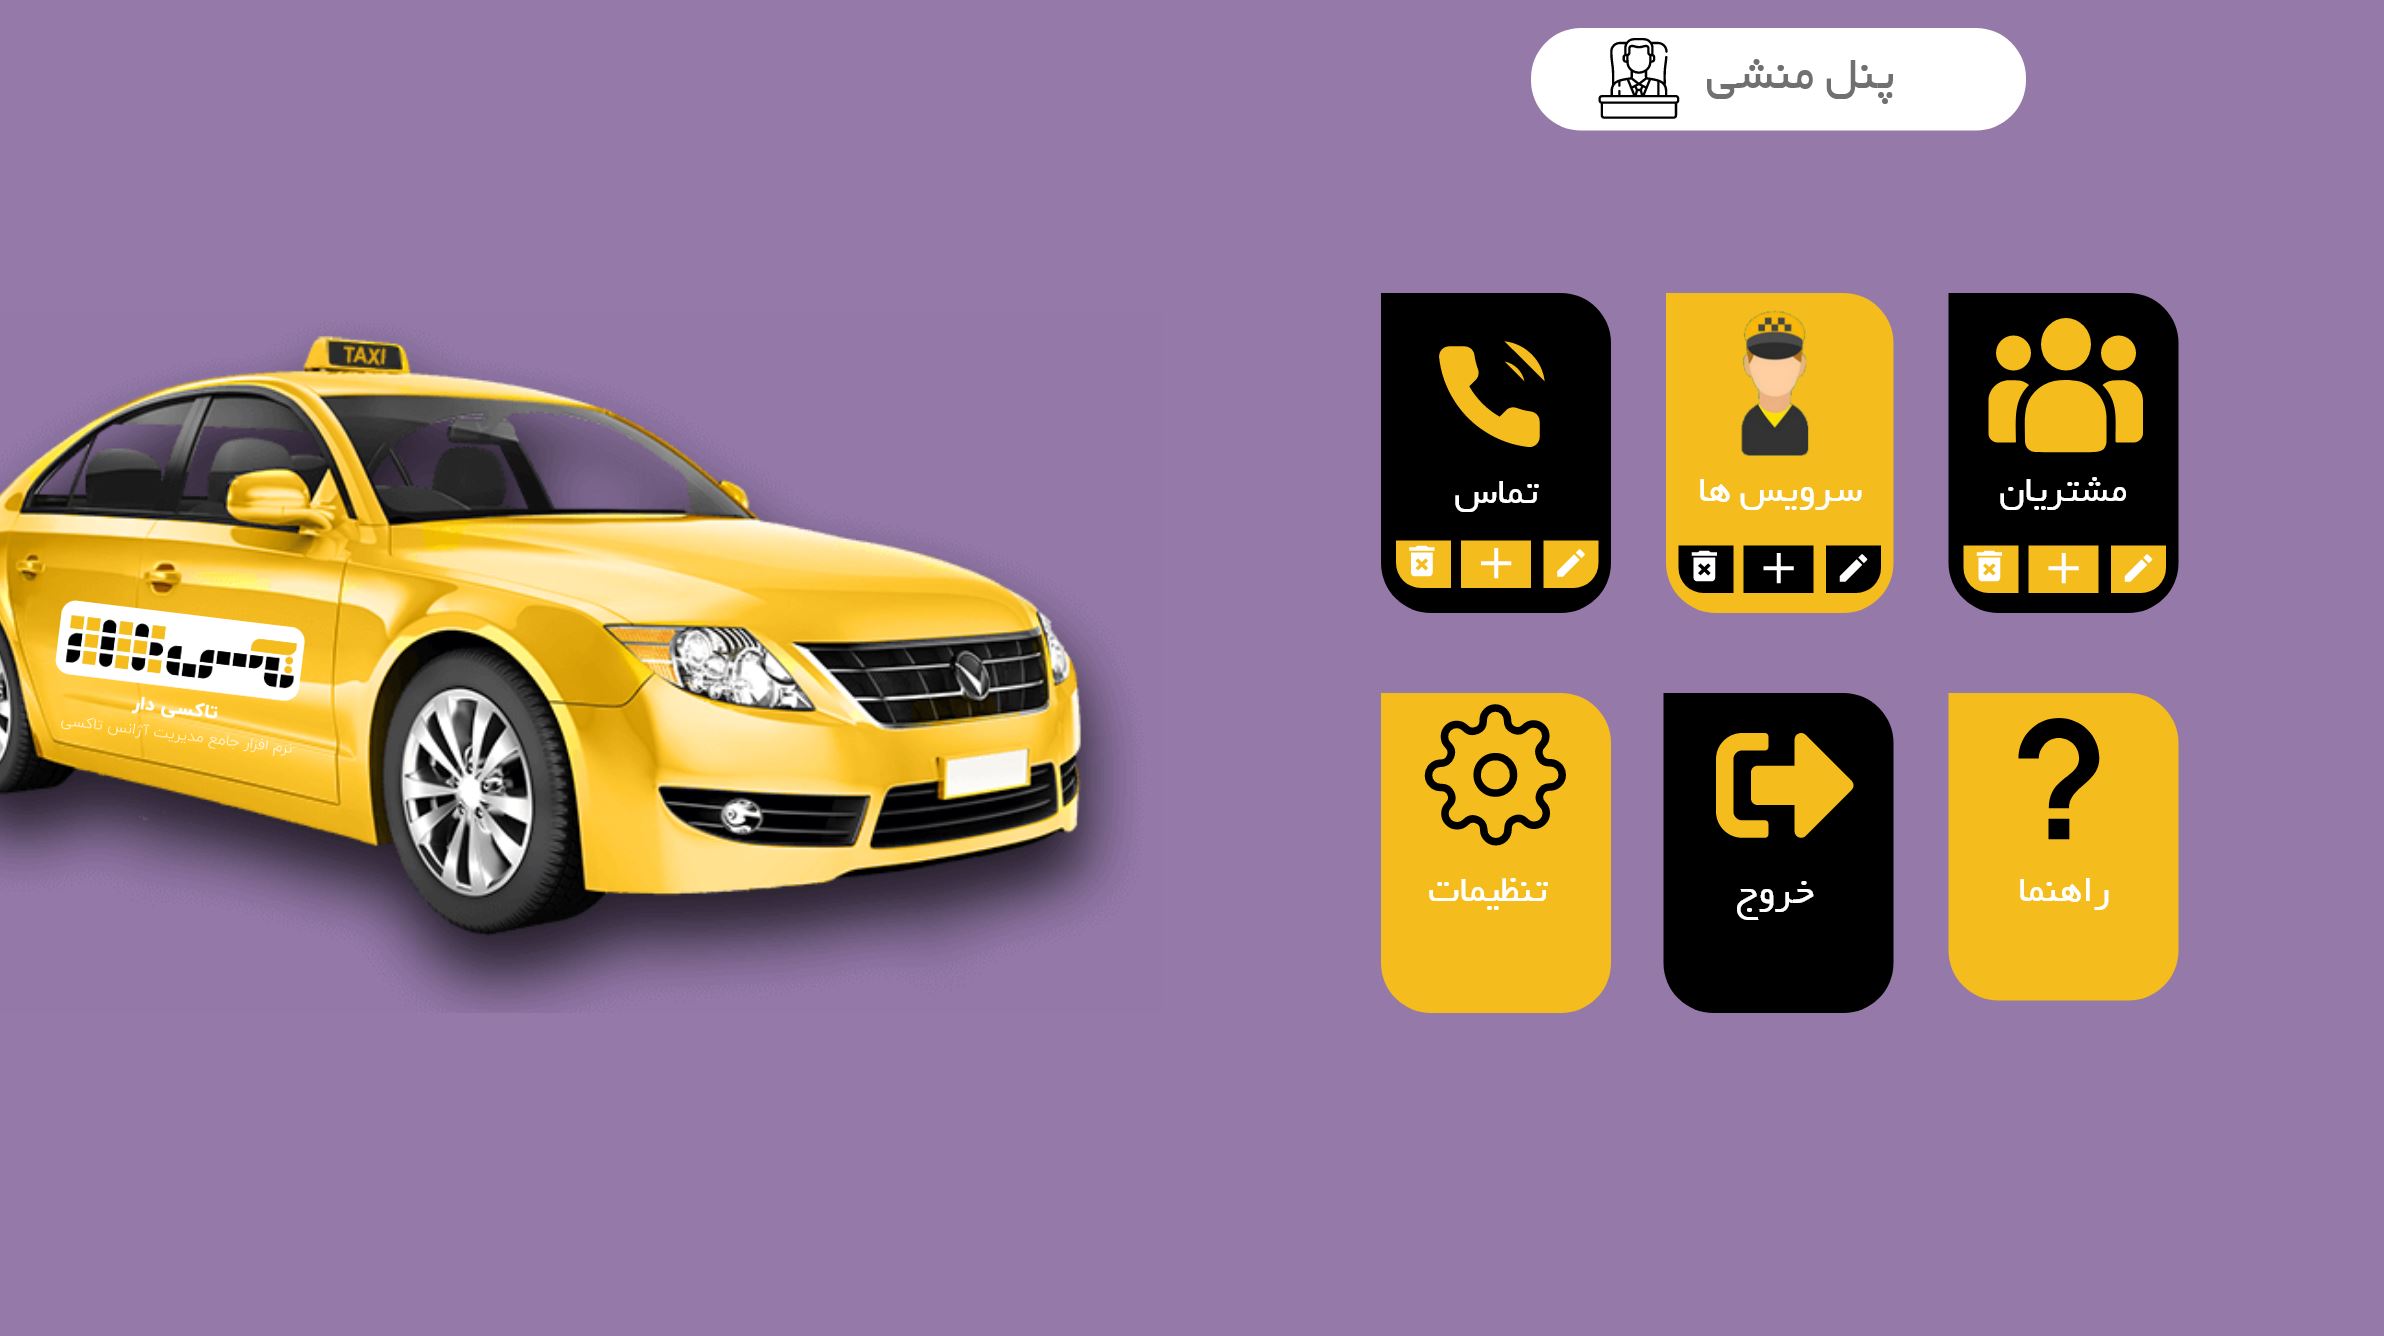 پنل منشی
مشتریان
سرویس ها
تماس
راهنما
خروج
تنظیمات
TAXI
تاکسی دار
نرم افزار جامع مدیریت آژانس تاکسی